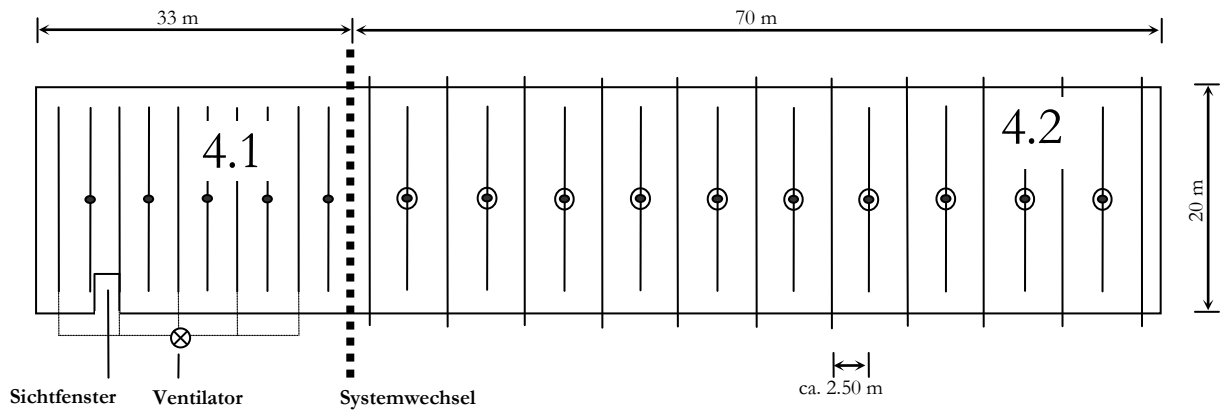 33 m
70 m
4.1
4.2
20 m
ca. 2.50 m
Sichtfenster
Ventilator
Systemwechsel